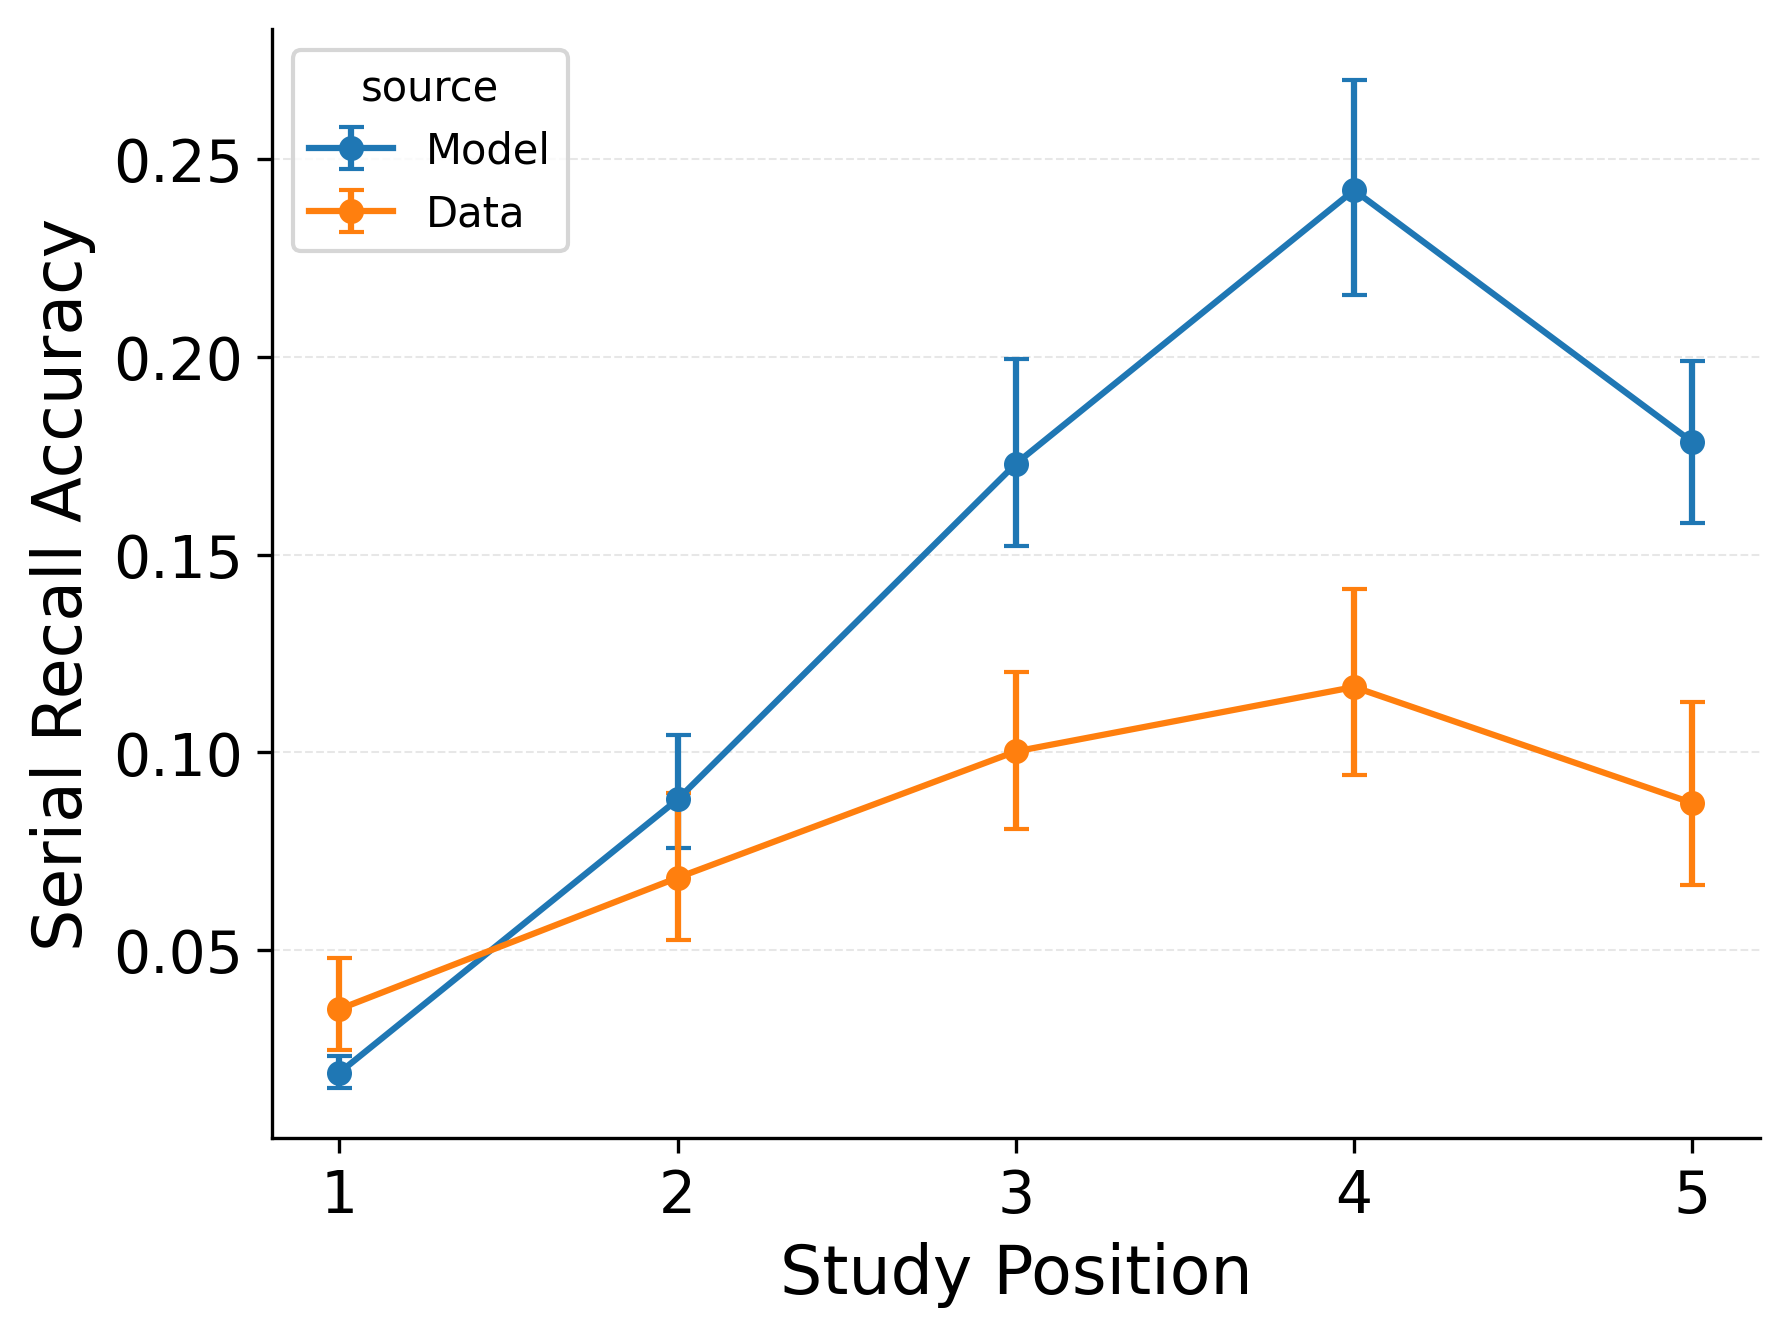 source
Model
Data
Serial Recall Accuracy
0.25
0.20
0.15
0.10
0.05
1 2 3 4 5
Study Position